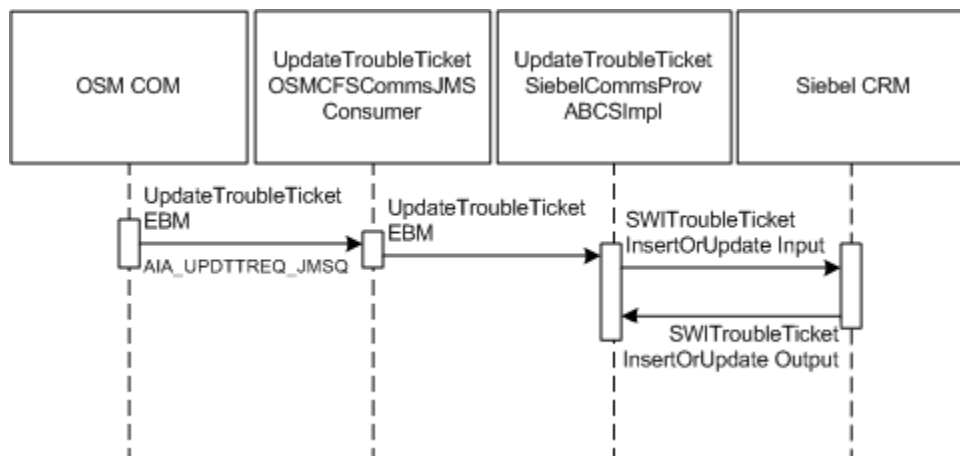 OSM COM
UpdateTroubleTicket
OSMCFSCommsJMS
Consumer
UpdateTroubleTicket
SiebelCommsProv
ABCSImpl
Siebel CRM
UpdateTroubleTicket
EBM
AIA_UPDTTREQ_JMSQ
UpdateTroubleTicket
EBM
SWITroubleTicket
InsertOrUpdate Input
SWITroubleTicket
InsertOrUpdate Output